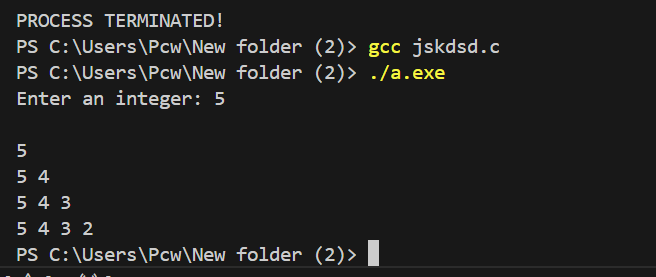 PROCESS TERMINATED!
PS C:\Users\Pcw\New folder (2)> gcc jskdsd.c
PS C:\Users\Pcw\New folder (2)> ./a.exe
Enter an integer: 5

5
5 4
5 4 3
5 4 3 2
PS C:\Users\Pcw\New folder (2)>